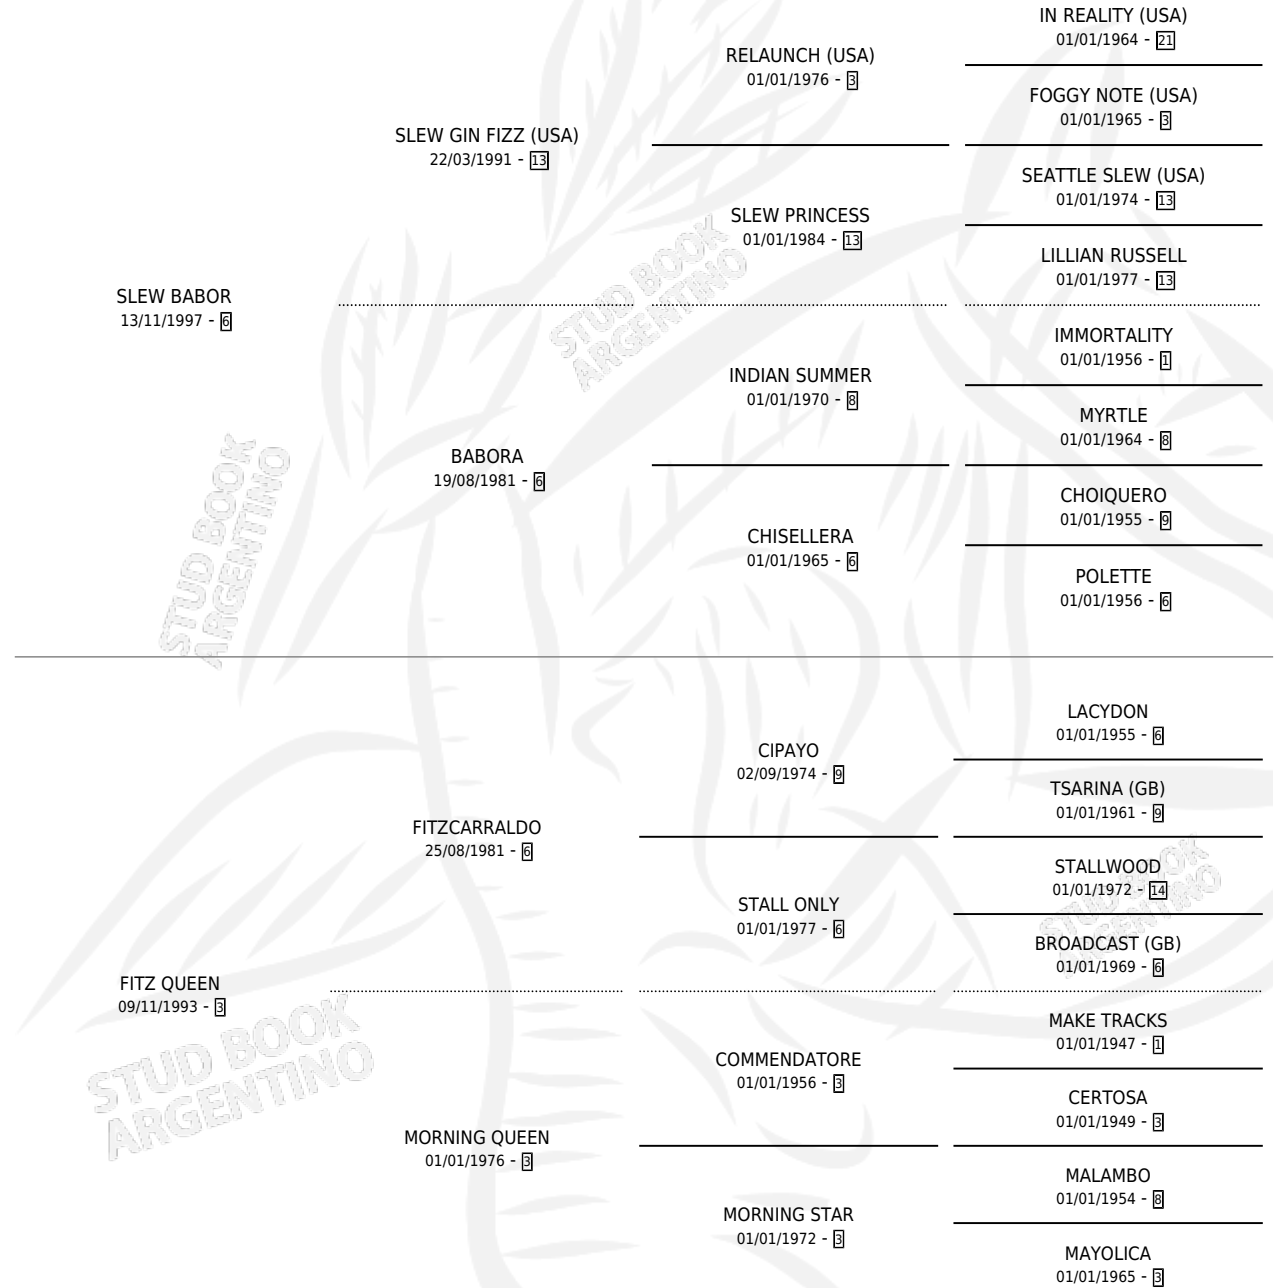 IN REALITY (USA)
01/01/1964 - 21
RELAUNCH (USA)
01/01/1976 - 3
FOGGY NOTE (USA)
01/01/1965 - 3
SLEW GIN FIZZ (USA)
22/03/1991 - 13
SEATTLE SLEW (USA)
01/01/1974 - 13
SLEW PRINCESS
01/01/1984 - 13
LILLIAN RUSSELL
01/01/1977 - 13
SLEW BABOR
13/11/1997 - 6
IMMORTALITY
01/01/1956 - 1
INDIAN SUMMER
01/01/1970 - 8
MYRTLE
01/01/1964 - 8
BABORA
19/08/1981 - 6
CHOIQUERO
01/01/1955 - 9
CHISELLERA
01/01/1965 - 6
POLETTE
01/01/1956 - 6
LACYDON
01/01/1955 - 6
CIPAYO
02/09/1974 - 9
TSARINA (GB)
01/01/1961 - 9
FITZCARRALDO
25/08/1981 - 6
STALLWOOD
01/01/1972 - 14
STALL ONLY
01/01/1977 - 6
BROADCAST (GB)
01/01/1969 - 6
FITZ QUEEN
09/11/1993 - 3
MAKE TRACKS
01/01/1947 - 1
COMMENDATORE
01/01/1956 - 3
CERTOSA
01/01/1949 - 3
MORNING QUEEN
01/01/1976 - 3
MALAMBO
01/01/1954 - 8
MORNING STAR
01/01/1972 - 3
MAYOLICA
01/01/1965 - 3
STUD BOOK
ARGENTINO
STUD BOOK
ARGENTINO
STUD BOOK
ARGENTINO
STUD BOOK
ARGENTINO